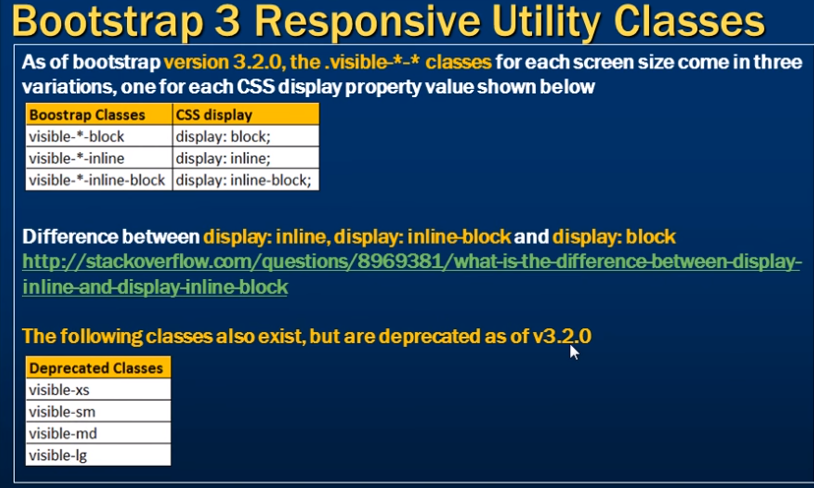 Bootstrap 3 Responsive Utility Classes
As of bootstrap version 3.2.0, the .visible-*-* classes for each screen size come in three
variations, one for each CSS display property value shown below
Boostrap Classes CSS display
visible-*-block display: block;
visible-*-inline display: inline;
visible-*-inline-block display: inline-block;
Difference between display: inline, display: inline-block and display: block
http://stackoverflow.com/questions/8969381/what-is-the-difference-between-display-
inline-and-display-inline-block
The following classes also exist, but are deprecated as of v3.2.0
Deprecated Classes
visible-xs
visible-sm
visible-md
visible-lg